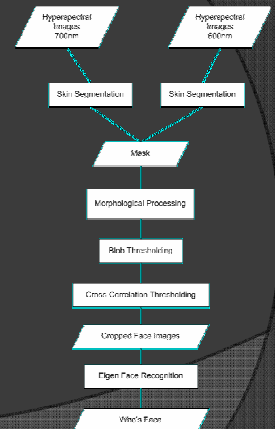 Hyperspectral
Images
700nm
Hyperspectral
Images
600nm
Skin Segmentation
Skin Segmentation
Mask
Morphological Processing
Blob Thresholding
Cross Correlation Thresholding
Cropped Face Images
Eigen Face Recognition
Who's Face